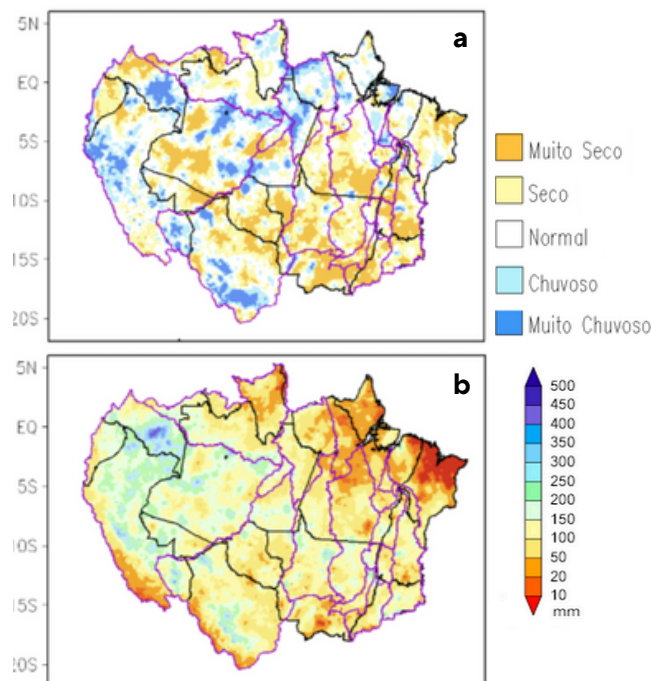 5N
a
EQ
5S
10S
15S
20S
Muito Seco
Seco
Normal
Chuvoso
Muito Chuvoso
5N
b
EQ
5S
10S
15S
20S
500
450
400
350
300
250
200
150
100
50
20
10
mm